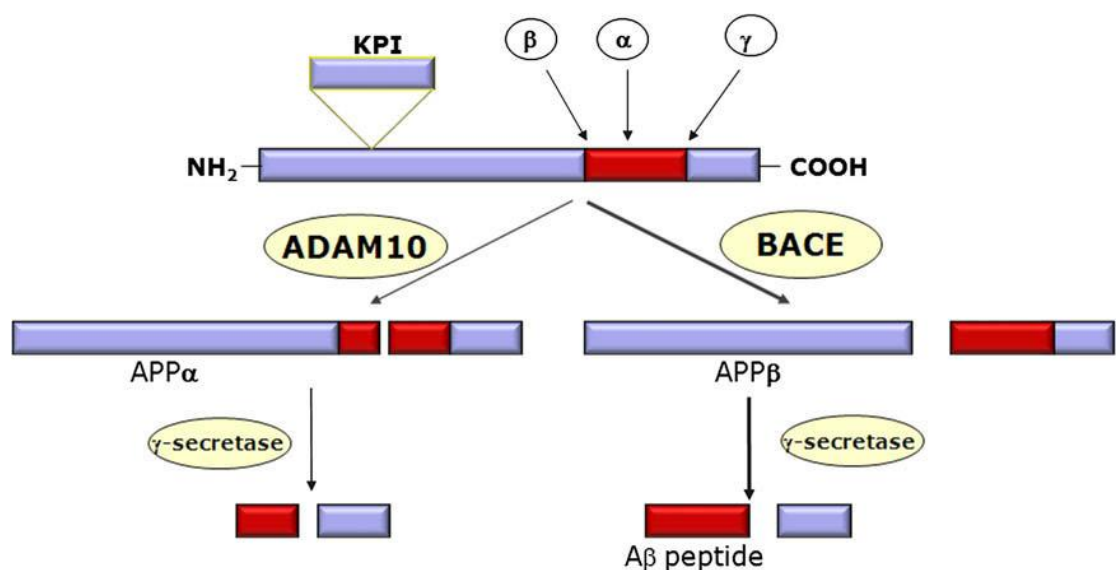 KPI
β
α
γ
NH₂
COOH
ADAM10
BACE
APPα
APPβ
γ-secretase
γ-secretase
Aβ peptide